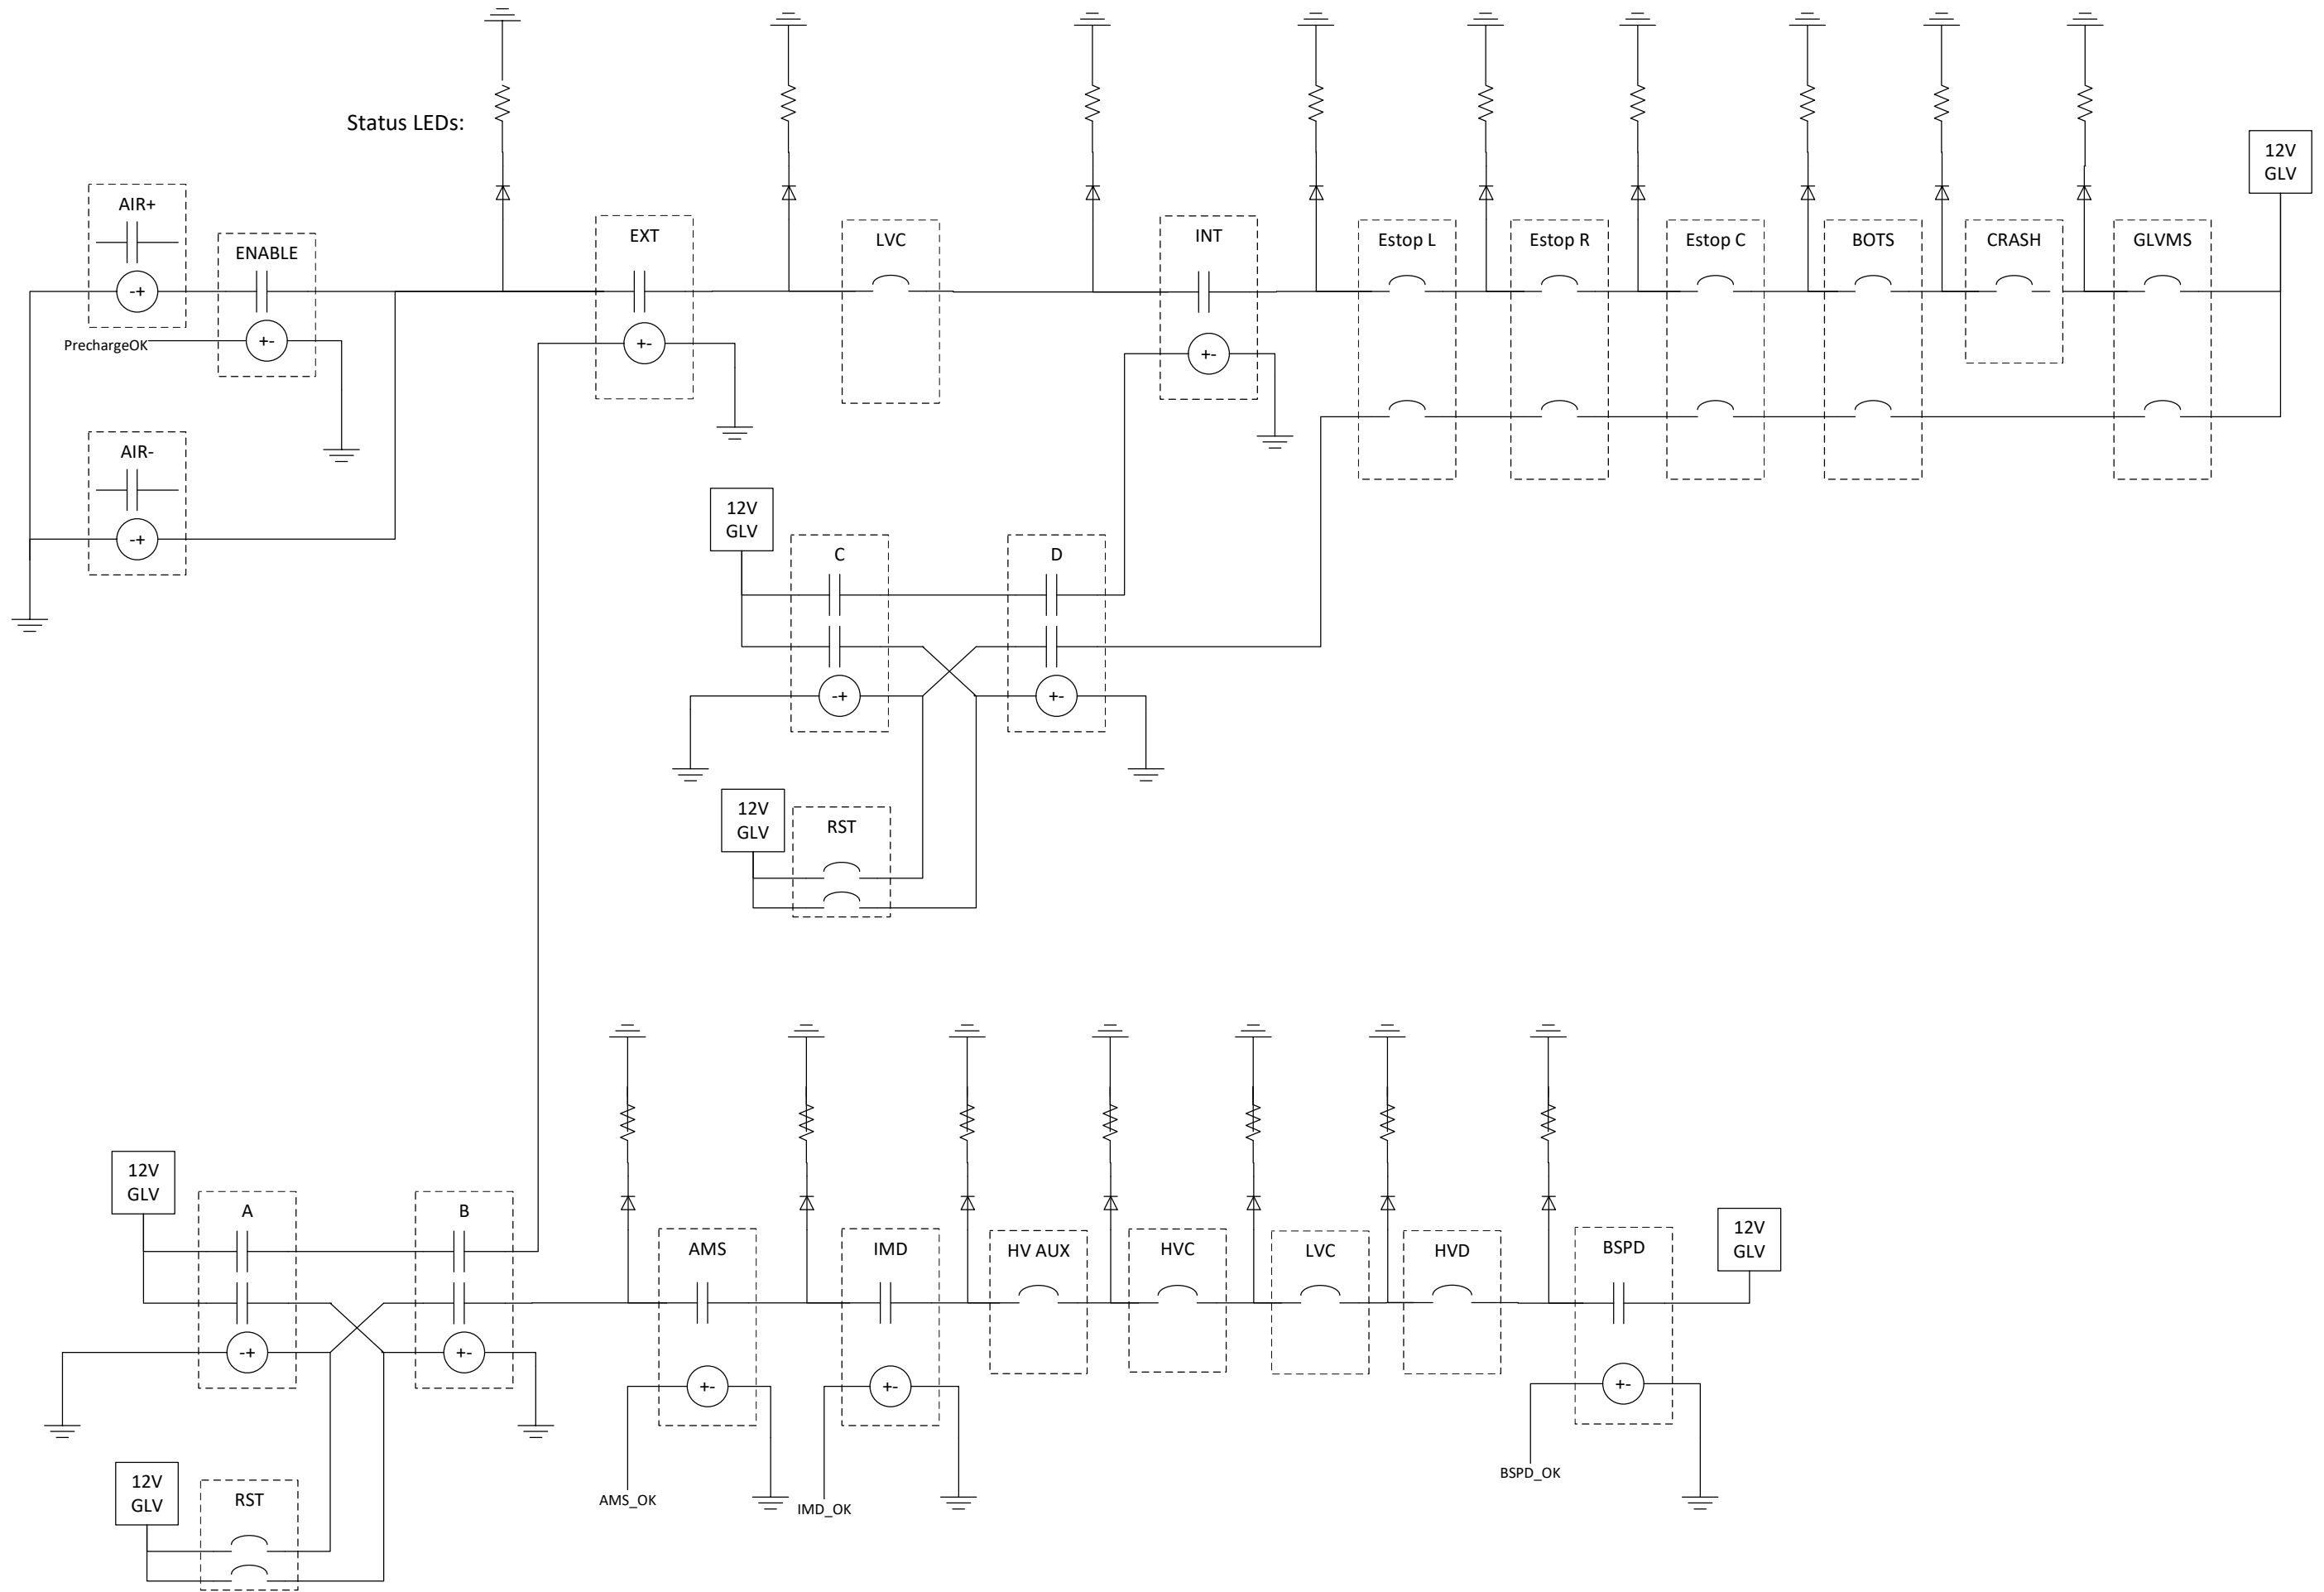 Status LEDs:
12V
GLV
AIR+
EXT
INT
LVC
Estop L
Estop R
Estop C
BOTS
CRASH
GLVMS
ENABLE
-+
+-
PrechargeOK
+-
+-
AIR-
-+
12V
GLV
C
D
-+
+-
12V
GLV
RST
12V
GLV
A
B
AMS
IMD
HV AUX
HVC
LVC
HVD
BSPD
12V
GLV
-+
+-
+-
+-
+-
BSPD_OK
12V
GLV
RST
AMS_OK
IMD_OK